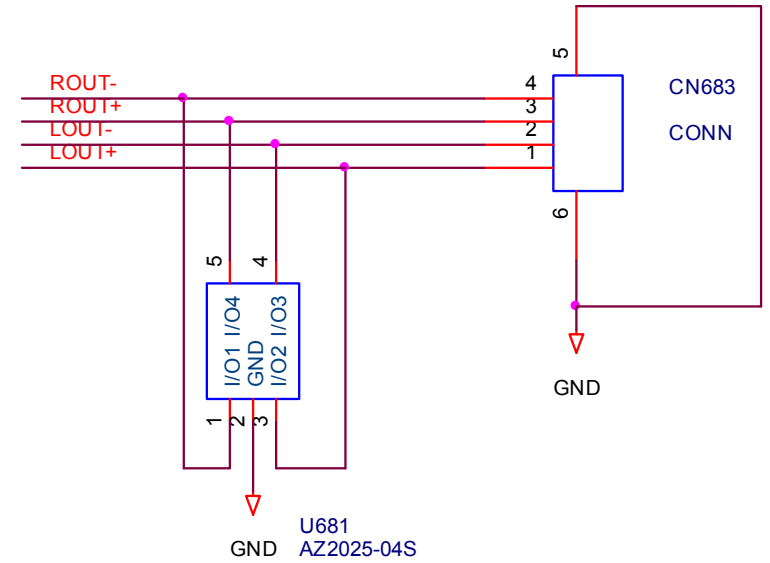 5
ROUT-
4
CN683
ROUT+
3
LOUT-
2
CONN
LOUT+
1
6
5
4
I/O1
I/O4
GND
I/O2
I/O3
1
2
3
GND
U681
GND
AZ2025-04S